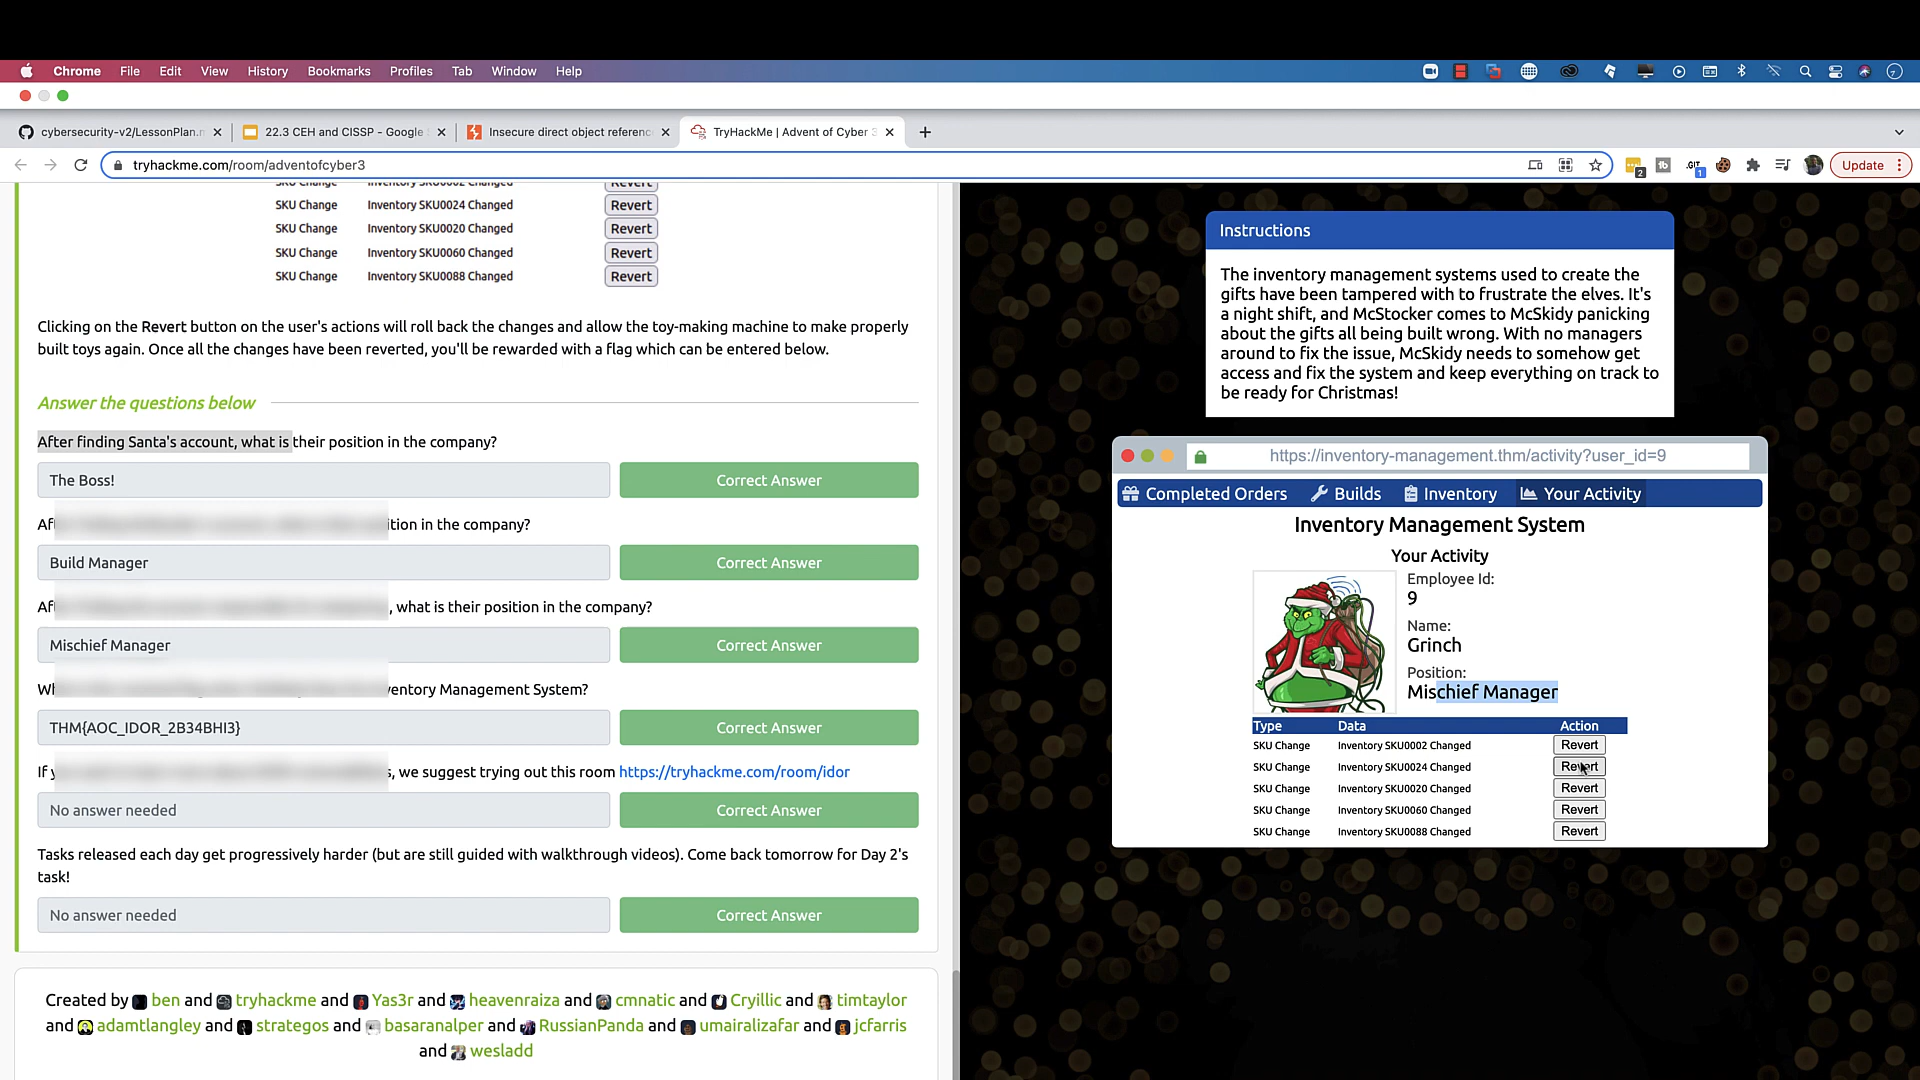 Chrome File Edit View History Bookmarks Profiles Tab Window Help
cybersecurity-v2/LessonPlan.
22.3 CEH and CISSP - Google
Insecure direct object referenc
TryHackMe | Advent of Cyber 3
tryhackme.com/room/adventofcyber3
2
1
Update
SKU Change Inventory SKU0002 Changed Revert
SKU Change Inventory SKU0024 Changed Revert
SKU Change Inventory SKU0020 Changed Revert
SKU Change Inventory SKU0060 Changed Revert
SKU Change Inventory SKU0088 Changed Revert
Clicking on the Revert button on the user's actions will roll back the changes and allow the toy-making machine to make properly
built toys again. Once all the changes have been reverted, you'll be rewarded with a flag which can be entered below.
Answer the questions below
After finding Santa's account, what is their position in the company?
The Boss! Correct Answer
ition in the company?
Build Manager Correct Answer
, what is their position in the company?
Mischief Manager Correct Answer
ventory Management System?
THM{AOC_IDOR_2B34BHI3} Correct Answer
If
s, we suggest trying out this room https://tryhackme.com/room/idor
No answer needed Correct Answer
Tasks released each day get progressively harder (but are still guided with walkthrough videos). Come back tomorrow for Day 2's
task!
No answer needed Correct Answer
Created by ben and tryhackme and Yas3r and heavenraiza and cmnatic and Cryillic and timtaylor
and adamtlangley and strategos and basaranalper and RussianPanda and umairalizafar and jcfarris
and wesladd
Instructions
The inventory management systems used to create the
gifts have been tampered with to frustrate the elves. It's
a night shift, and McStocker comes to McSkidy panicking
about the gifts all being built wrong. With no managers
around to fix the issue, McSkidy needs to somehow get
access and fix the system and keep everything on track to
be ready for Christmas!
https://inventory-management.thm/activity?user_id=9
Completed Orders Builds Inventory Your Activity
Inventory Management System
Your Activity
Employee Id:
9
Name:
Grinch
Position:
Mischief Manager
Type Data Action
SKU Change Inventory SKU0002 Changed Revert
SKU Change Inventory SKU0024 Changed Revert
SKU Change Inventory SKU0020 Changed Revert
SKU Change Inventory SKU0060 Changed Revert
SKU Change Inventory SKU0088 Changed Revert